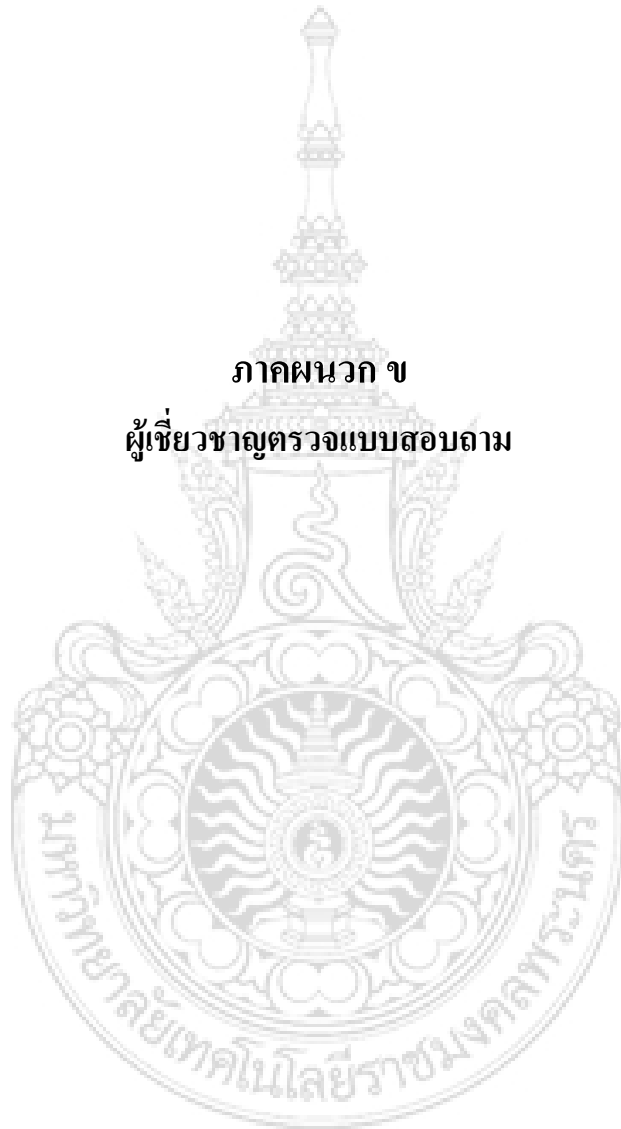 ภาคผนวก ข
ผู้เชี่ยวชาญตรวจแบบสอบถาม
มหาวิทยาลัยเทคโนโลยีราชมงคลพระนคร